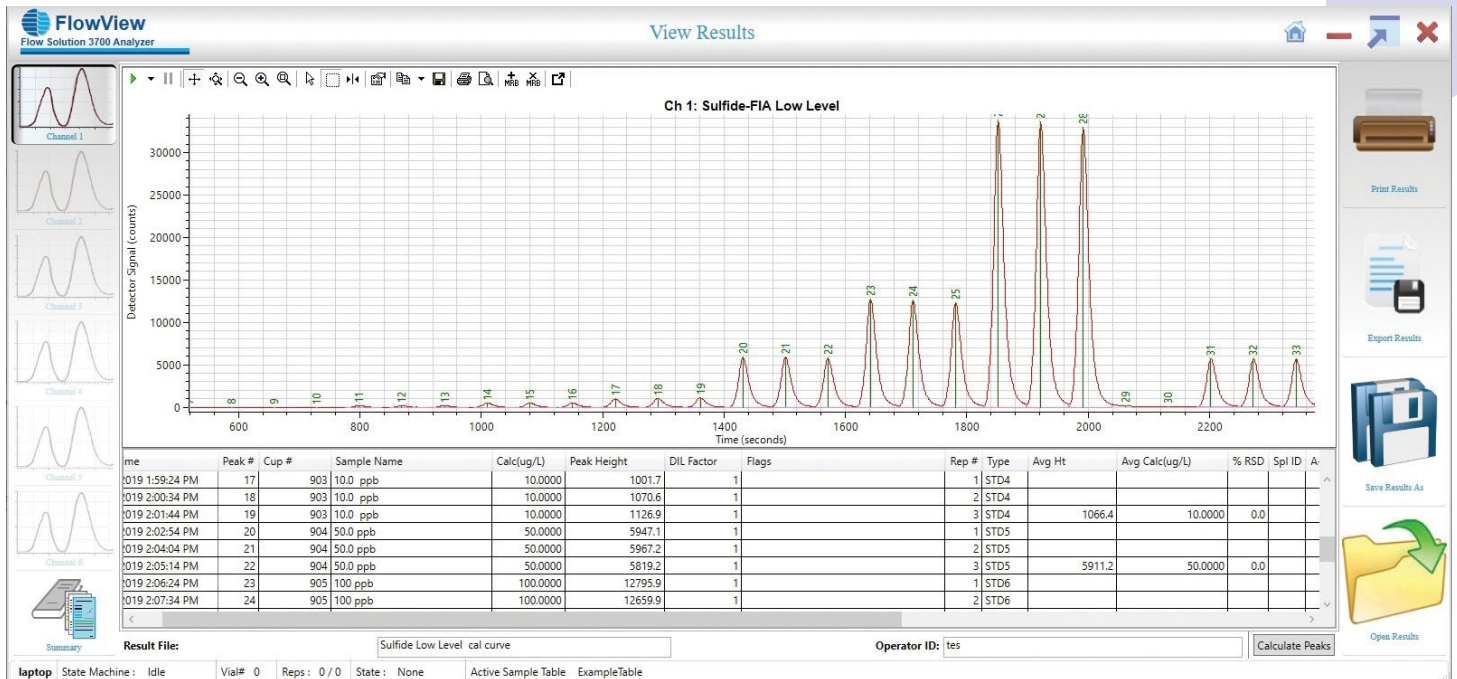 FlowView
Flow Solution 3700 Analyzer
View Results
Channel 1
Channel 2
Channel 3
Channel 4
Channel 5
Channel 6
Summary
MRB MRB
Ch 1: Sulfide-FIA Low Level
Detector Signal (counts)
30000
25000
20000
15000
10000
5000
0
8 9 10 11 12 13 14 15 16 17 18 19 20 21 22 23 24 25 28 29 30 31 32 33
600 800 1000 1200 1400 1600 1800 2000 2200
Time (seconds)
me Peak # Cup # Sample Name Calc(ug/L) Peak Height DIL Factor Flags Rep # Type Avg Ht Avg Calc(ug/L) % RSD Spl ID A
2019 1:59:24 PM 17 903 10.0 ppb 10.0000 1001.7 1 1 STD4
2019 2:00:34 PM 18 903 10.0 ppb 10.0000 1070.6 1 2 STD4
2019 2:01:44 PM 19 903 10.0 ppb 10.0000 1126.9 1 3 STD4 1066.4 10.0000 0.0
2019 2:02:54 PM 20 904 50.0 ppb 50.0000 5947.1 1 1 STD5
2019 2:04:04 PM 21 904 50.0 ppb 50.0000 5967.2 1 2 STD5
2019 2:05:14 PM 22 904 50.0 ppb 50.0000 5819.2 1 3 STD5 5911.2 50.0000 0.0
2019 2:06:24 PM 23 905 100 ppb 100.0000 12795.9 1 1 STD6
2019 2:07:34 PM 24 905 100 ppb 100.0000 12659.9 1 2 STD6
Result File: Sulfide Low Level cal curve Operator ID: tes Calculate Peaks
Print Results
Export Results
Save Results As
Open Results
laptop State Machine : Idle Vial# 0 Reps : 0 / 0 State : None Active Sample Table ExampleTable